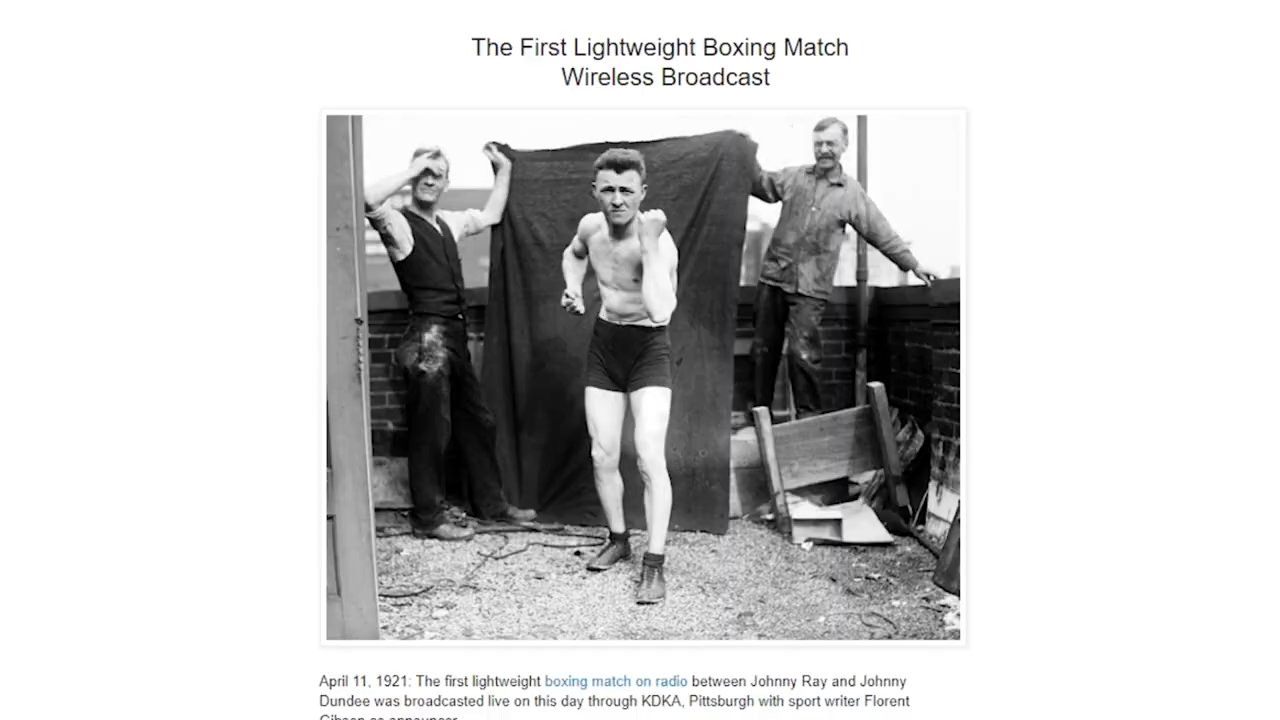 The First Lightweight Boxing Match
Wireless Broadcast
April 11, 1921: The first lightweight boxing match on radio between Johnny Ray and Johnny
Dundee was broadcasted live on this day through KDKA, Pittsburgh with sport writer Florent